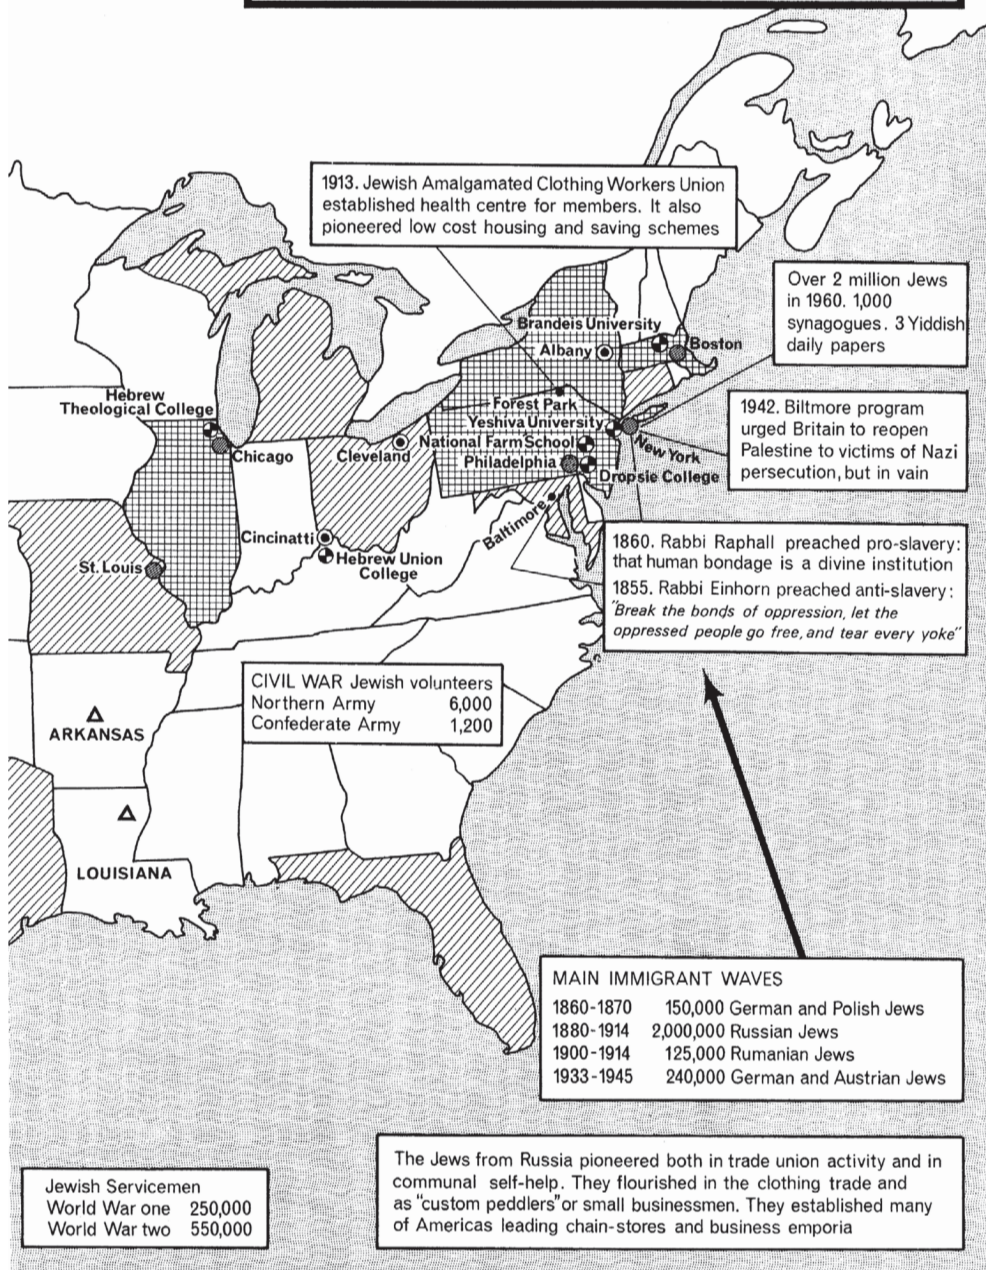 1913. Jewish Amalgamated Clothing Workers Union
established health centre for members. It also
pioneered low cost housing and saving schemes
Over 2 million Jews
in 1960. 1,000
synagogues. 3 Yiddish
daily papers
Brandeis University
Albany
Boston
Hebrew
Theological College
Forest Park
Yeshiva University
Chicago
Cleveland
National Farm School
New York
Philadelphia
Dropsie College
1942. Biltmore program
urged Britain to reopen
Palestine to victims of Nazi
persecution, but in vain
Baltimore
Cincinatti
Hebrew Union
College
St. Louis
1860. Rabbi Raphall preached pro-slavery:
that human bondage is a divine institution
1855. Rabbi Einhorn preached anti-slavery:
"Break the bonds of oppression, let the
oppressed people go free, and tear every yoke"
CIVIL WAR Jewish volunteers
Northern Army 6,000
Confederate Army 1,200
ARKANSAS
LOUISIANA
MAIN IMMIGRANT WAVES
1860-1870 150,000 German and Polish Jews
1880-1914 2,000,000 Russian Jews
1900-1914 125,000 Rumanian Jews
1933-1945 240,000 German and Austrian Jews
The Jews from Russia pioneered both in trade union activity and in
communal self-help. They flourished in the clothing trade and
as "custom peddlers" or small businessmen. They established many
of Americas leading chain-stores and business emporia
Jewish Servicemen
World War one 250,000
World War two 550,000